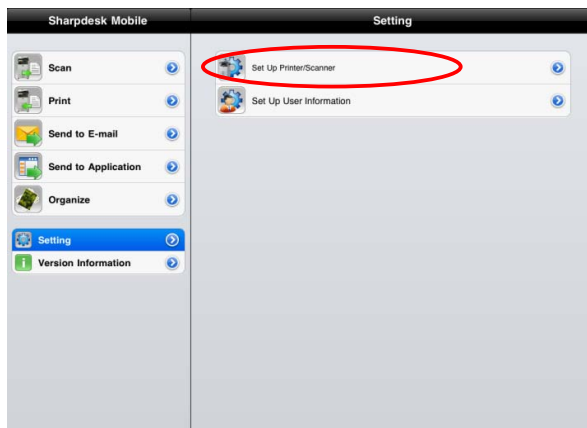 Sharpdesk Mobile
Setting
Scan
Print
Send to E-mail
Send to Application
Organize
Setting
Version Information
Set Up Printer/Scanner
Set Up User Information